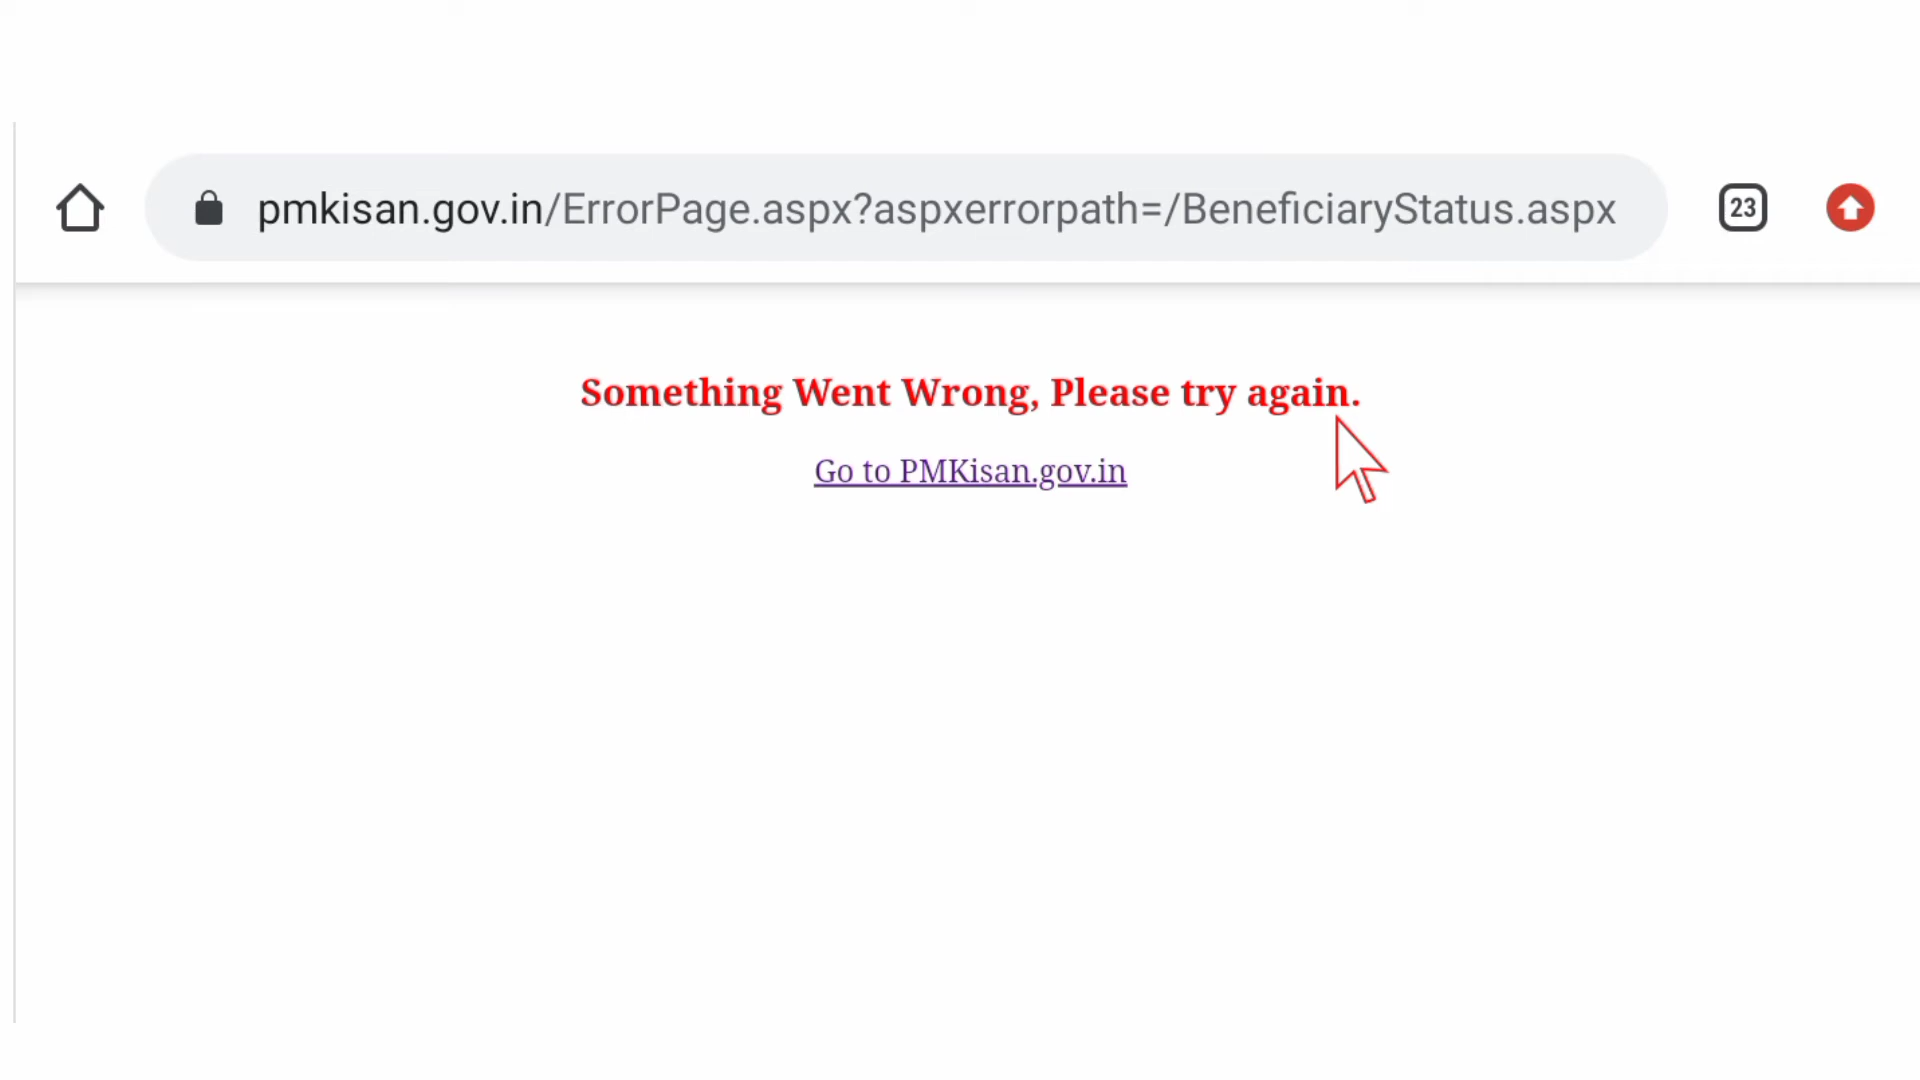 pmkisan.gov.in/ErrorPage.aspx?aspxerrorpath=/BeneficiaryStatus.aspx
23
Something Went Wrong, Please try again.
Go to PMKisan.gov.in